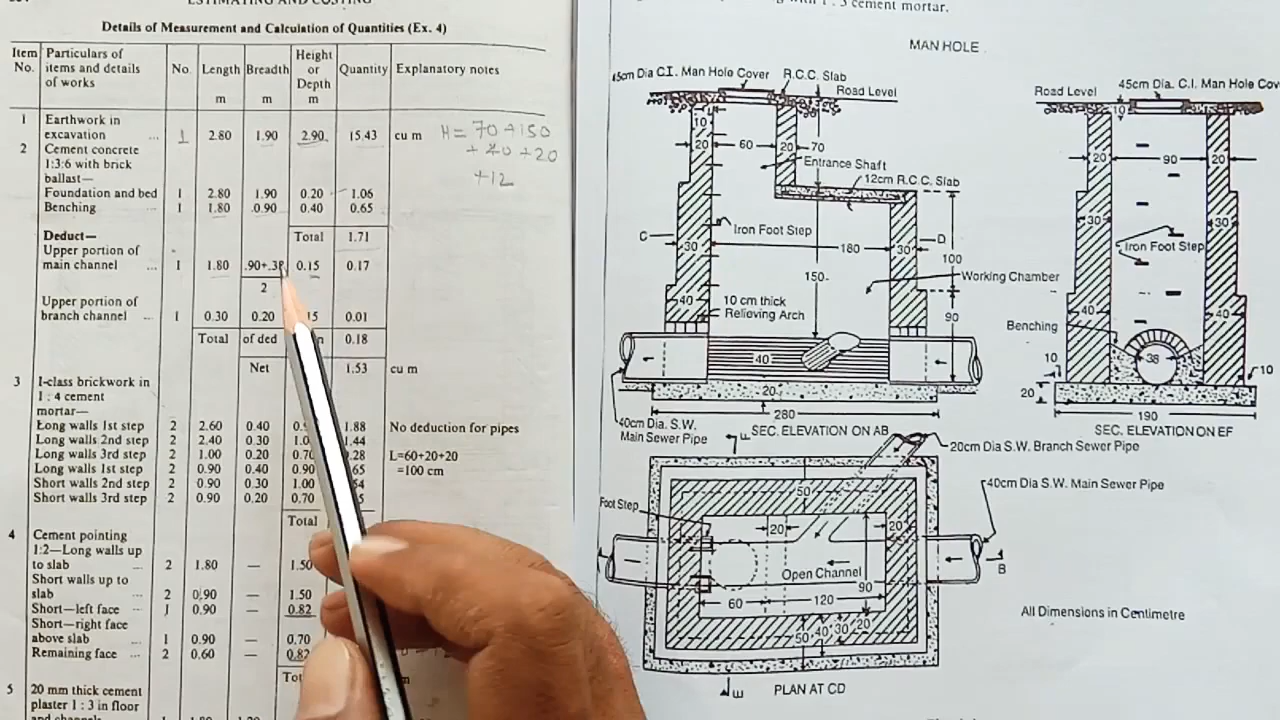 ESTIMATING AND COSTING
Details of Measurement and Calculation of Quantities (Ex. 4)
Item No. Particulars of items and details of works No. Length m Breadth m Height or Depth m Quantity Explanatory notes
1 Earthwork in
excavation ... 1 2.80 1.90 2.90 15.43 cu m H = 70+150
+40+20
+12
2 Cement concrete
1:3:6 with brick
ballast—
Foundation and bed 1 2.80 1.90 0.20 1.06
Benching 1 1.80 .0.90 0.40 0.65
Total 1.71
Deduct—
Upper portion of
main channel ... 1 1.80 .90+.38 0.15 0.17
2
Upper portion of
branch channel ... 1 0.30 0.20 15 0.01
Total of ded 0.18
Net 1.53 cu m
3 I-class brickwork in
1 : 4 cement
mortar—
Long walls 1st step 2 2.60 0.40 1.88 No deduction for pipes
Long walls 2nd step 2 2.40 0.30 1.44
Long walls 3rd step 2 1.00 0.20 .28 L=60+20+20
Long walls 1st step 2 0.90 0.40 0.90 =100 cm
Short walls 2nd step 2 0.90 0.30 1.00
Short walls 3rd step 2 0.90 0.20 0.70
Total
4 Cement pointing
1:2—Long walls up
to slab ... 2 1.80 — 1.50
Short walls up to
slab ... 2 0.90 — 1.50
Short—left face ... 1 0.90 — 0.82
Short—right face
above slab ... 1 0.90 — 0.70
Remaining face ... 2 0.60 — 0.82
5 20 mm thick cement
plaster 1 : 3 in floor
and channels
cement mortar.
MAN HOLE
45cm Dia C.I. Man Hole Cover
R.C.C. Slab
Road Level
10
20
60
20
70
Entrance Shaft
12cm R.C.C. Slab
Iron Foot Step
C
D
30
180
30
100
150
Working Chamber
40
10 cm thick
Relieving Arch
90
40
20
280
40cm Dia. S.W.
Main Sewer Pipe
SEC. ELEVATION ON AB
Road Level
45cm Dia. C.I. Man Hole
10
20
90
20
30
30
Iron Foot Step
40
40
Benching
38
10
10
20
190
SEC. ELEVATION ON EF
20cm Dia S.W. Branch Sewer Pipe
40cm Dia S.W. Main Sewer Pipe
Foot Step
50
20
20
Open Channel
90
60
120
50
40
30
20
B
E
PLAN AT CD
All Dimensions in Centimetre